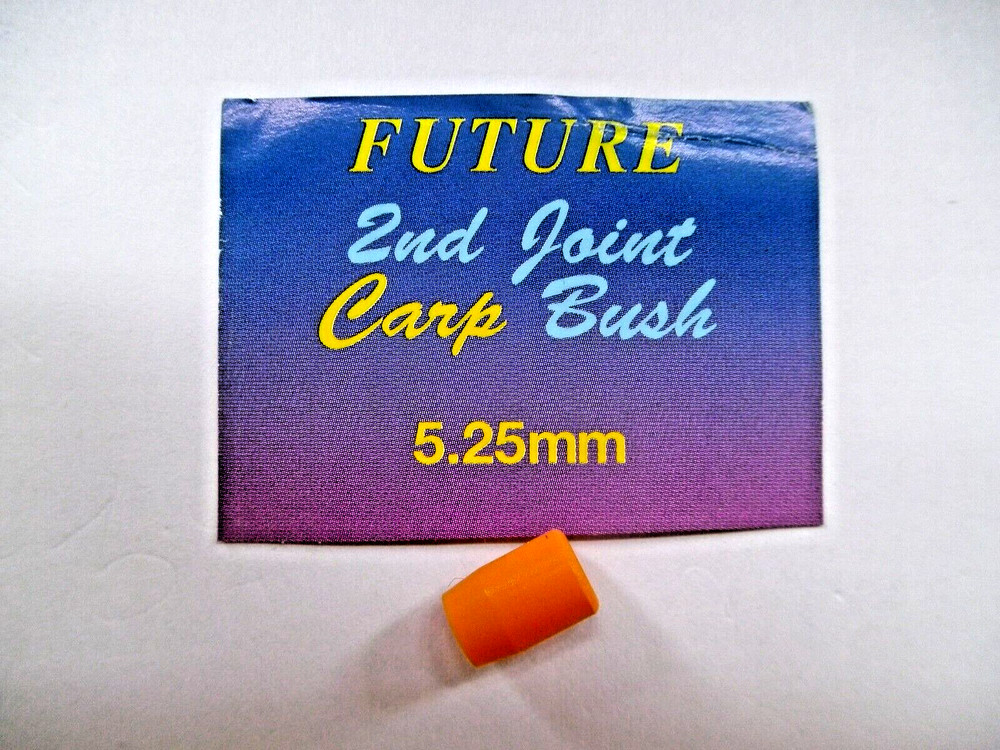 FUTURE
2nd Joint
Carp Bush
5.25mm